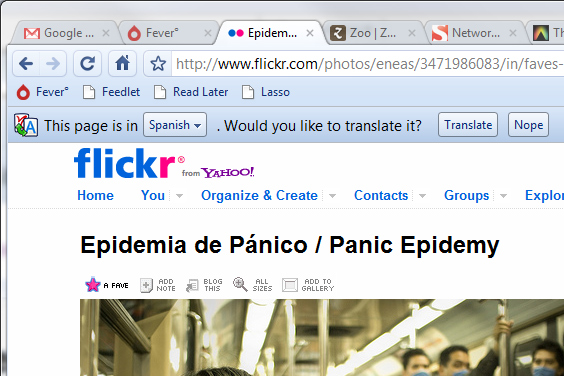 Google ... Fever° Epidem... Zoo | Z... Networ... Th
http://www.flickr.com/photos/eneas/3471986083/in/faves-
Fever° Feedlet Read Later Lasso
This page is in Spanish . Would you like to translate it? Translate Nope
flickr® from YAHOO!
Home You Organize & Create Contacts Groups Explor
Epidemia de Pánico / Panic Epidemy
A FAVE ADD NOTE BLOG THIS ALL SIZES ADD TO GALLERY